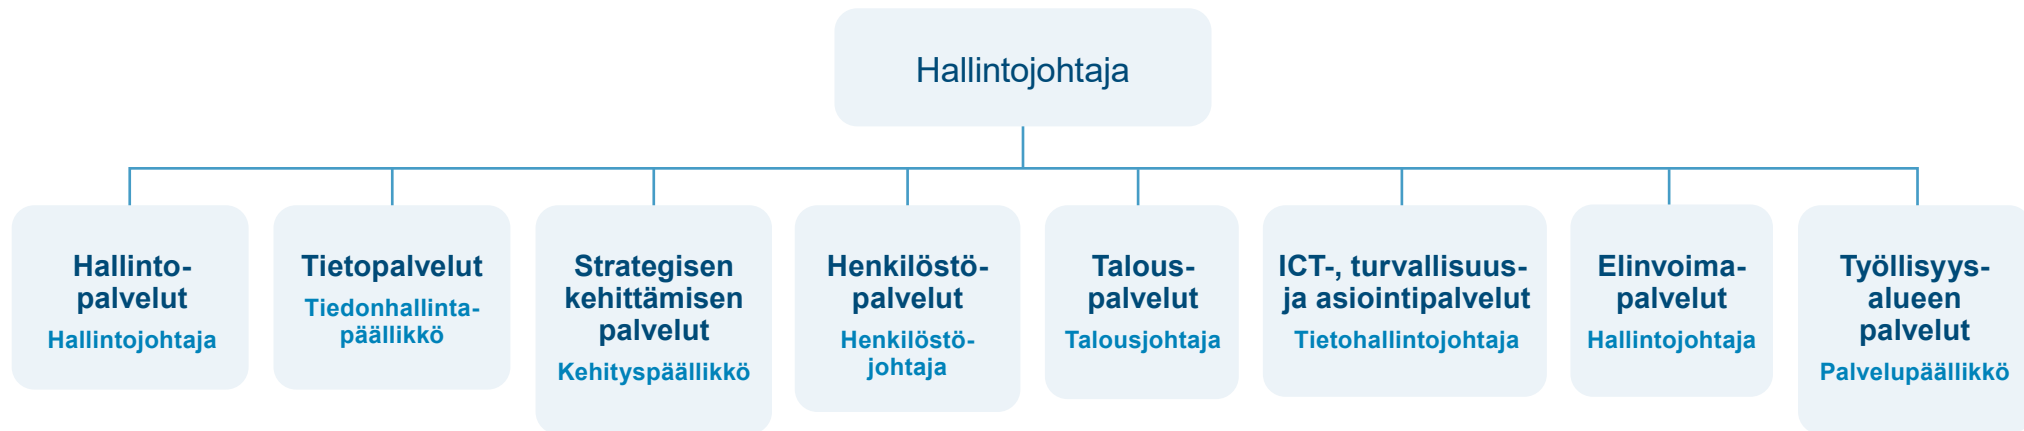 Hallintojohtaja
Hallinto-
palvelut
Hallintojohtaja
Tietopalvelut
Tiedonhallinta-
päällikkö
Strategisen
kehittämisen
palvelut
Kehityspäällikkö
Henkilöstö-
palvelut
Henkilöstö-
johtaja
Talous-
palvelut
Talousjohtaja
ICT-, turvallisuus-
ja asiointipalvelut
Tietohallintojohtaja
Elinvoima-
palvelut
Hallintojohtaja
Työllisyys-
alueen
palvelut
Palvelupäällikkö